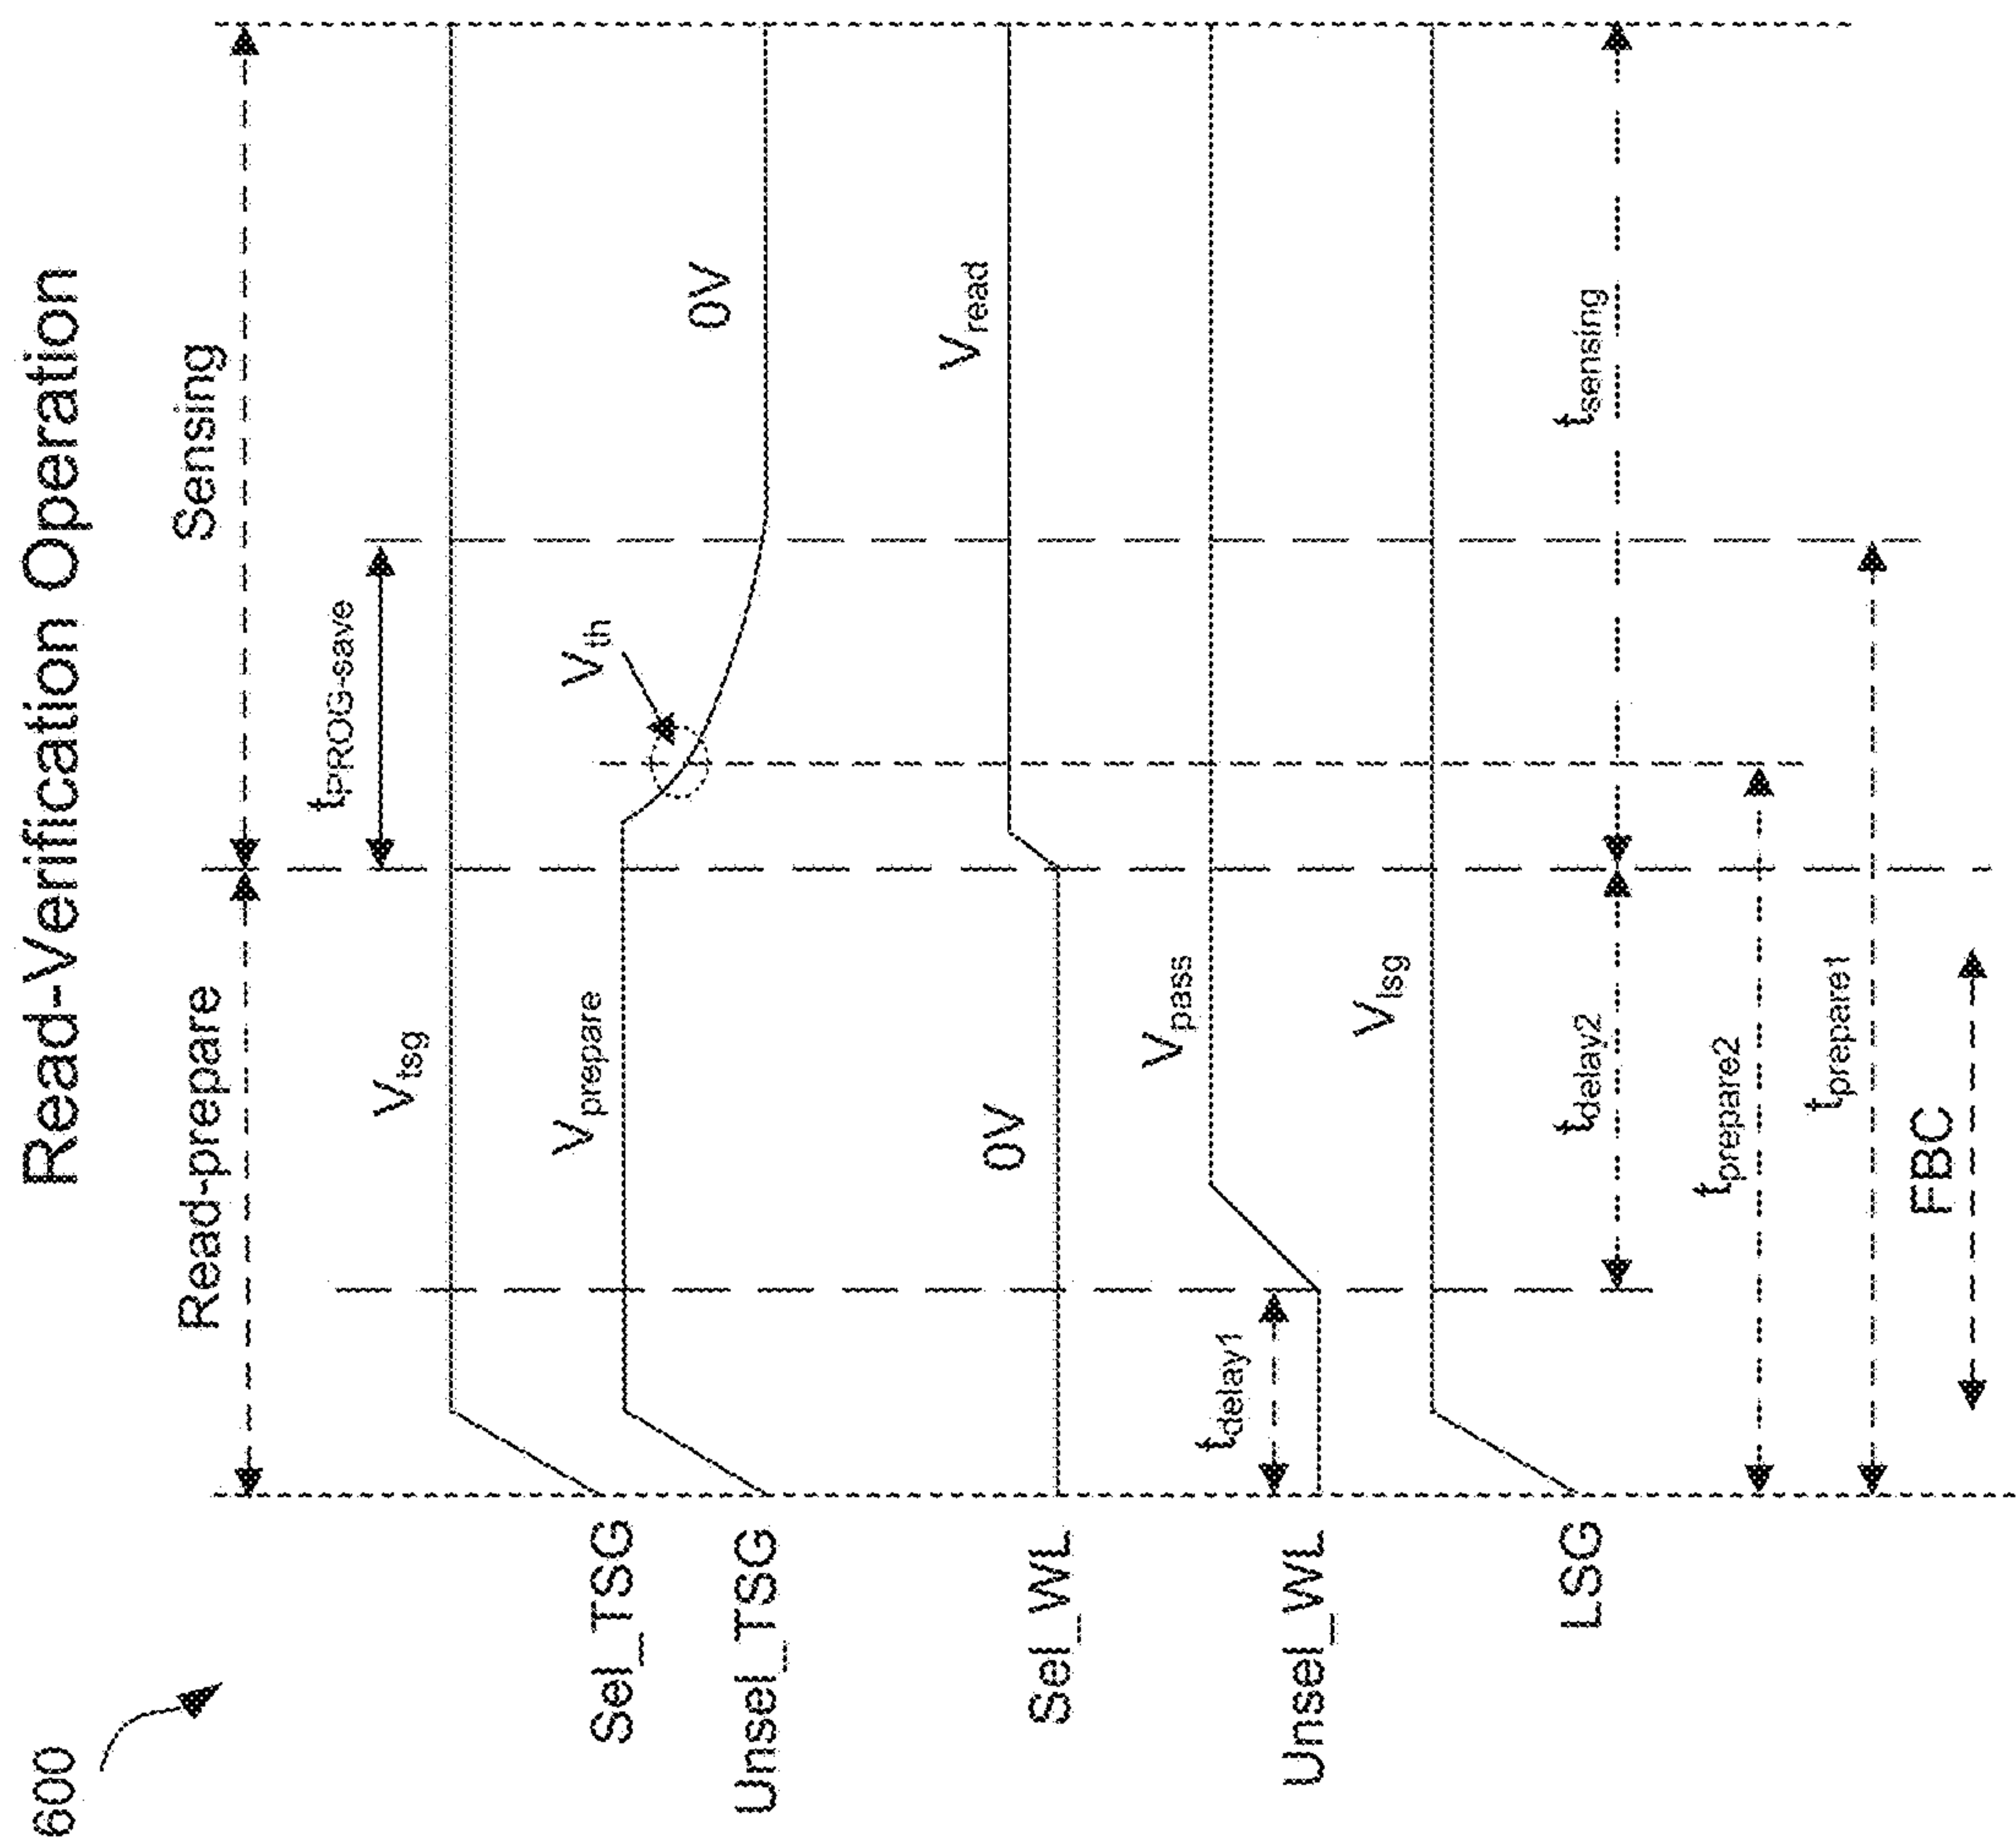 600
Read-Verification Operation
Read-prepare
Sensing
tPROG-save
Sel_TSG
Vtsg
Unsel_TSG
Vprepare
Vth
0V
Sel_WL
0V
Vread
Unsel_WL
tdelay1
Vpass
LSG
Vlsg
tdelay2
tsensing
tprepare2
tprepare1
FBC